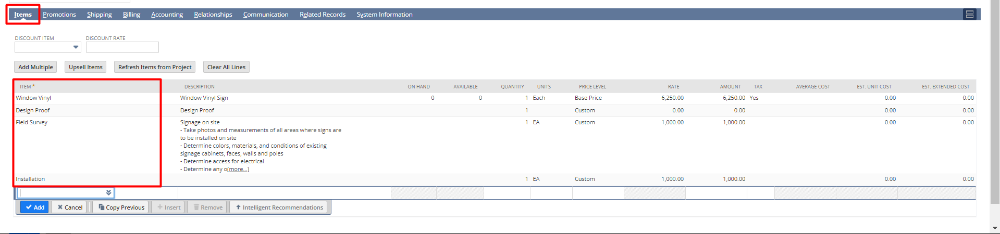 Items Promotions Shipping Billing Accounting Relationships Communication Related Records System Information
DISCOUNT ITEM DISCOUNT RATE
Add Multiple Upsell Items Refresh Items from Project Clear All Lines
ITEM * DESCRIPTION ON HAND AVAILABLE QUANTITY UNITS PRICE LEVEL RATE AMOUNT TAX AVERAGE COST EST. UNIT COST EST. EXTENDED COST
Window Vinyl Window Vinyl Sign 0 0 1 Each Base Price 6,250.00 6,250.00 Yes 0.00 0.00
Design Proof Design Proof 1 Custom 0.00 0.00 0.00 0.00
Field Survey Signage on site 1 EA Custom 1,000.00 1,000.00 0.00 0.00
- Take photos and measurements of all areas where signs are
to be installed on site
- Determine colors, materials, and conditions of existing
signage cabinets, faces, walls and poles
- Determine access for electrical
- Determine any o(more...)
Installation 1 EA Custom 1,000.00 1,000.00 0.00 0.00
Add Cancel Copy Previous Insert Remove Intelligent Recommendations